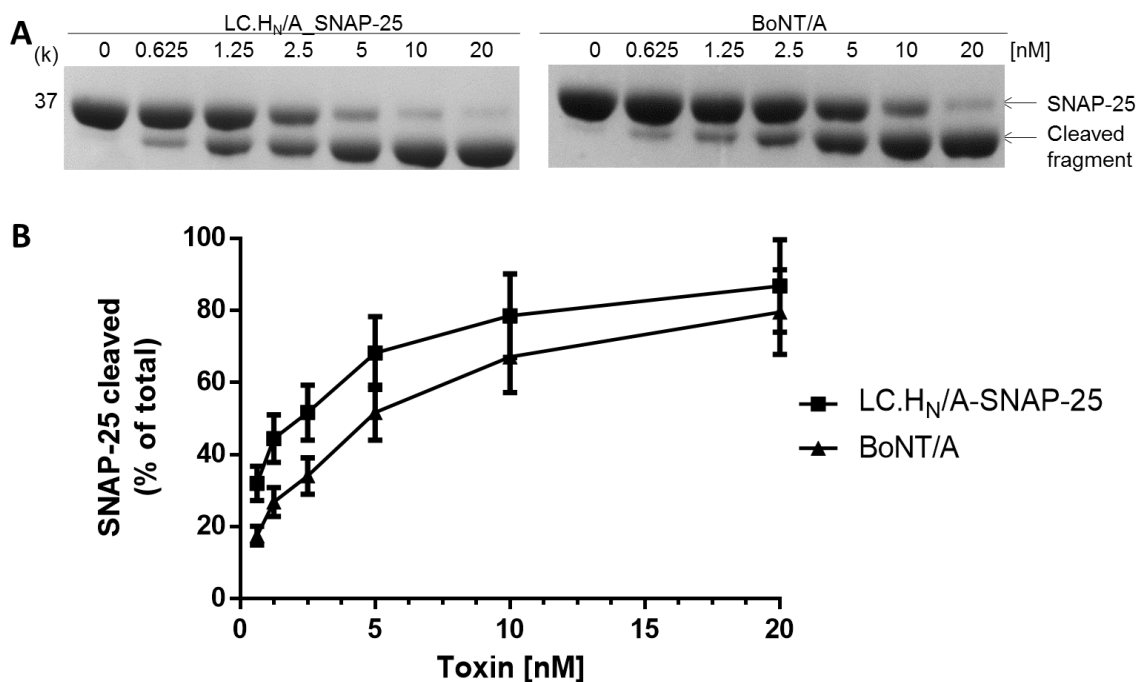 A
LC.HN/A_SNAP-25 BoNT/A
(k) 0 0.625 1.25 2.5 5 10 20 0 0.625 1.25 2.5 5 10 20 [nM]
37
SNAP-25
Cleaved
fragment
B
100
80
60
40
20
0
SNAP-25 cleaved
(% of total)
0 5 10 15 20
Toxin [nM]
LC.HN/A-SNAP-25
BoNT/A